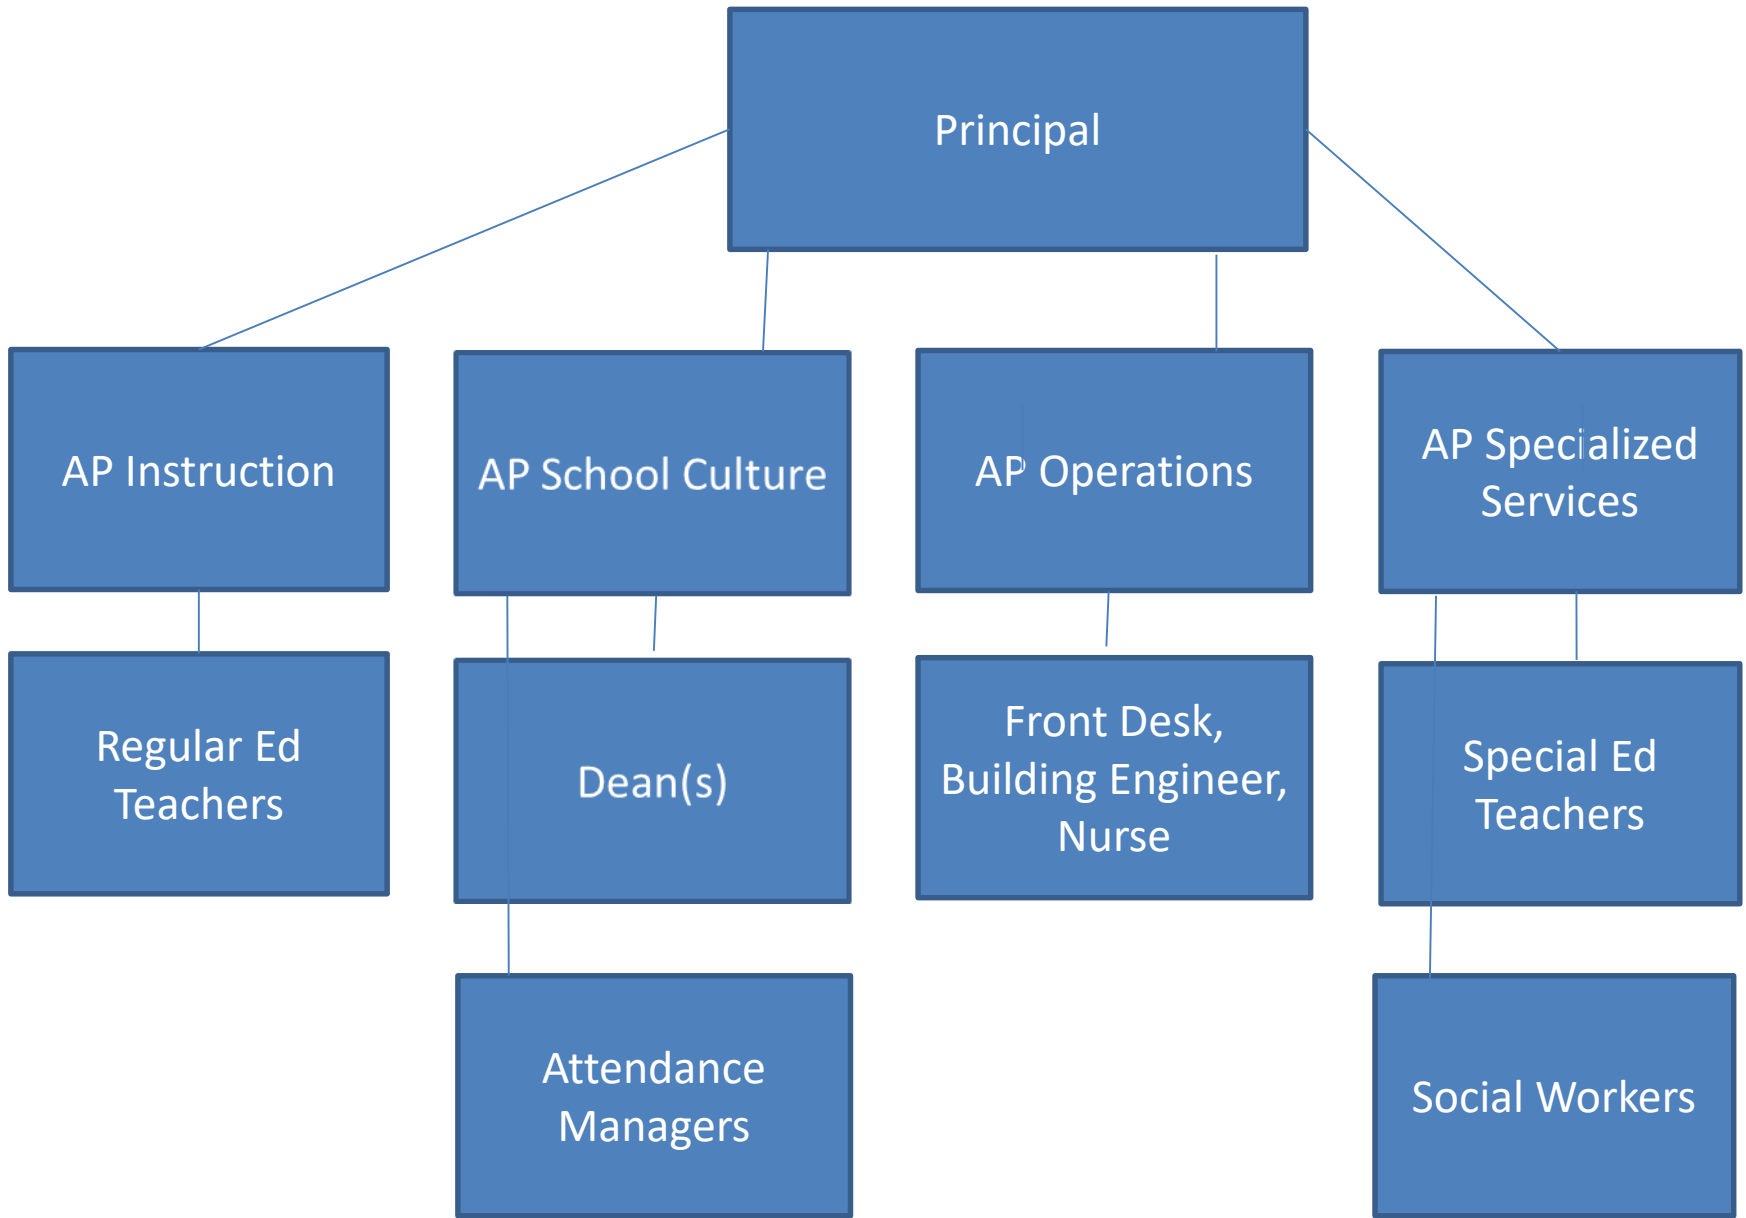 Principal
AP Instruction
AP School Culture
AP Operations
AP Specialized
Services
Regular Ed
Teachers
Dean(s)
Front Desk,
Building Engineer,
Nurse
Special Ed
Teachers
Attendance
Managers
Social Workers